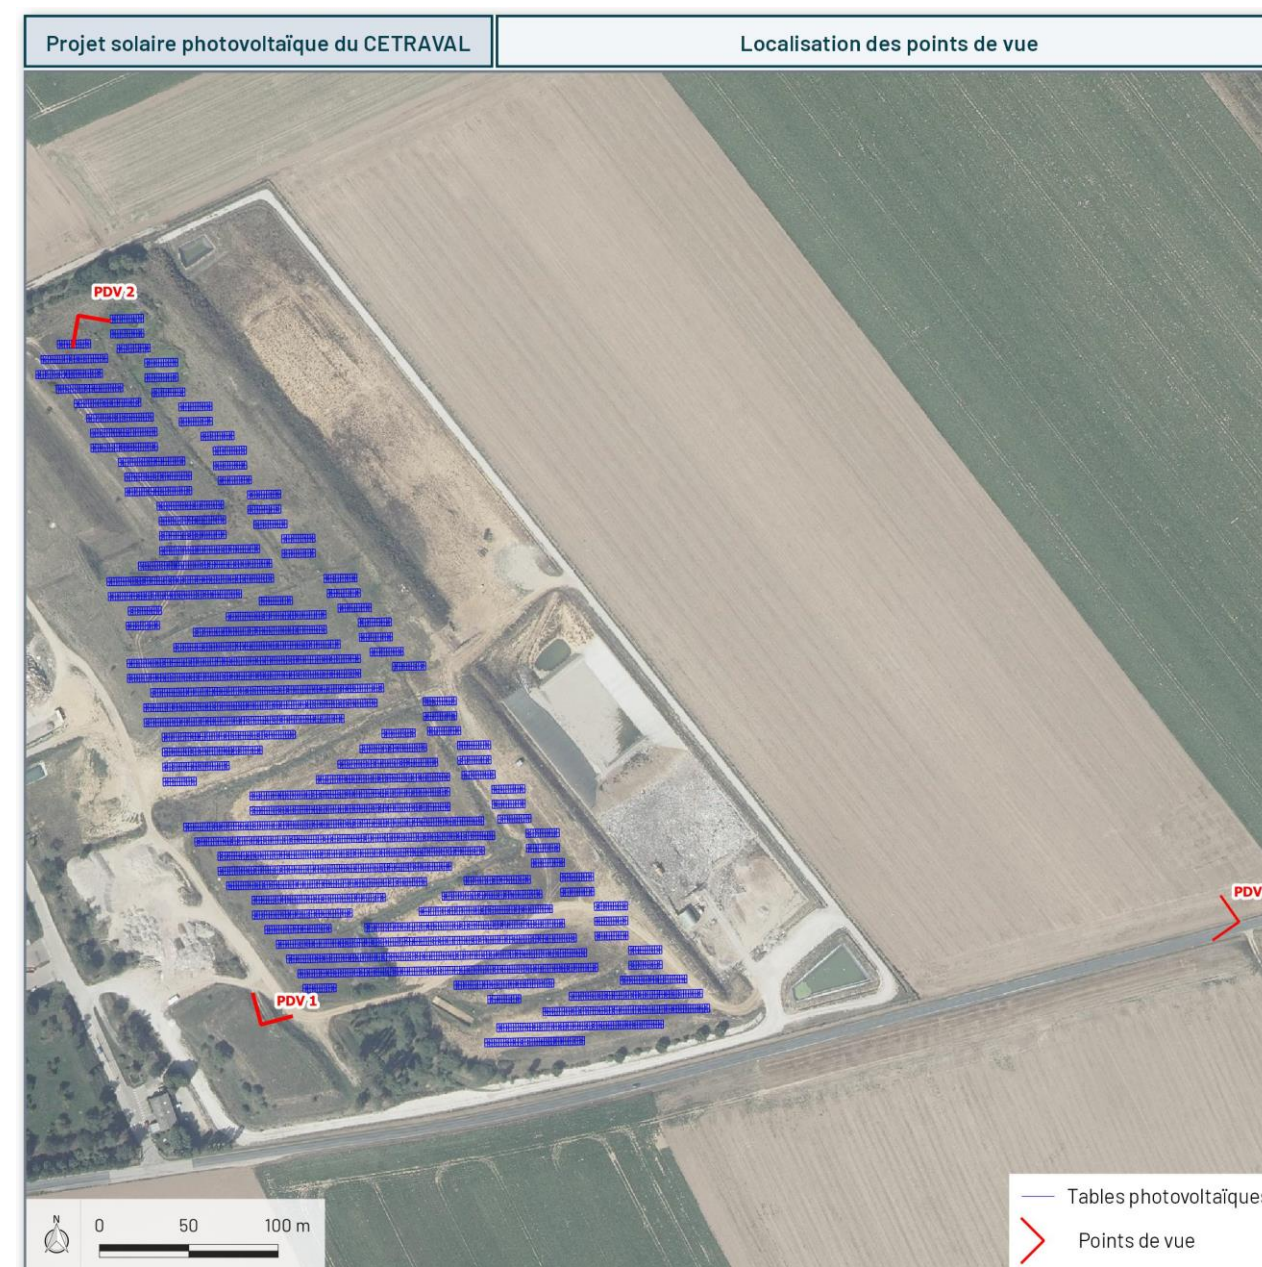 Projet solaire photovoltaïque du CETRAVAL
Localisation des points de vue
PDV 2
PDV
PDV 1
Tables photovoltaïques
Points de vue
N
0 50 100 m